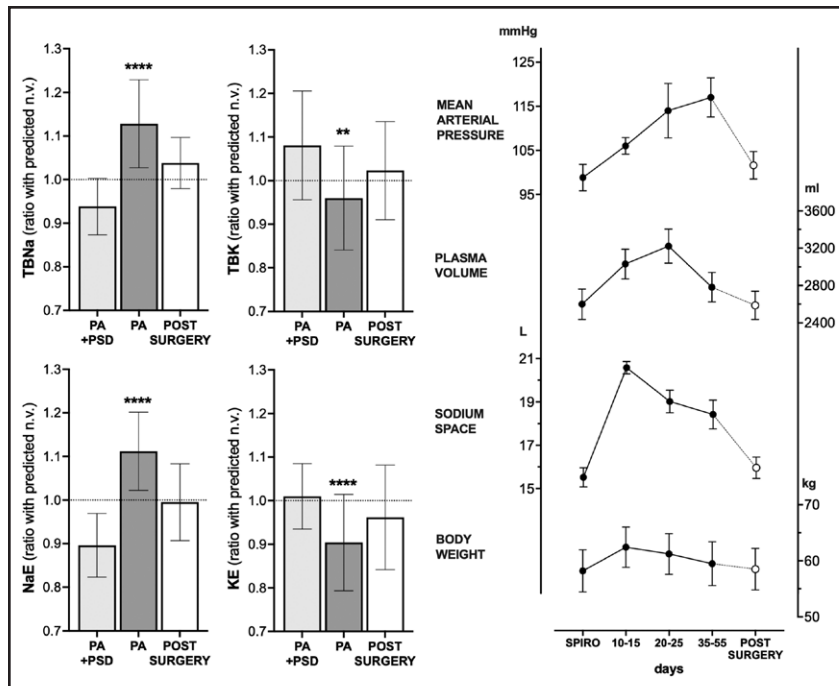 1.3
1.2
1.1
1.0
0.9
0.8
0.7
TBNa (ratio with predicted n.v.)
****
PA
+PSD
PA
POST
SURGERY
1.3
1.2
1.1
1.0
0.9
0.8
0.7
TBK (ratio with predicted n.v.)
**
PA
+PSD
PA
POST
SURGERY
1.3
1.2
1.1
1.0
0.9
0.8
0.7
NaE (ratio with predicted n.v.)
****
PA
+PSD
PA
POST
SURGERY
1.3
1.2
1.1
1.0
0.9
0.8
0.7
KE (ratio with predicted n.v.)
****
PA
+PSD
PA
POST
SURGERY
mmHg
125
115
105
95
MEAN
ARTERIAL
PRESSURE
ml
3600
3200
2800
2400
PLASMA
VOLUME
L
21
19
17
15
SODIUM
SPACE
kg
70
60
50
BODY
WEIGHT
SPIRO
10-15
20-25
35-55
POST
SURGERY
days